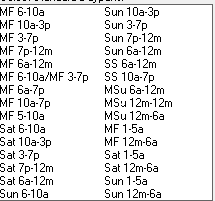 MF 6-10a Sun 10a-3p
MF 10a-3p Sun 3-7p
MF 3-7p Sun 7p-12m
MF 7p-12m Sun 6a-12m
MF 6a-12m SS 6a-12m
MF 6-10a/MF 3-7p SS 10a-7p
MF 6a-7p MSu 6a-12m
MF 10a-7p MSu 12m-12m
MF 5-10a MSu 12m-6a
Sat 6-10a MF 1-5a
Sat 10a-3p MF 12m-6a
Sat 3-7p Sat 1-5a
Sat 7p-12m Sat 12m-6a
Sat 6a-12m Sun 1-5a
Sun 6-10a Sun 12m-6a